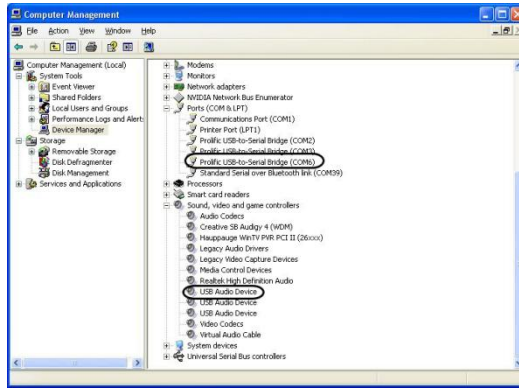 Computer Management
File Action View Window Help
Computer Management (Local)
System Tools
Event Viewer
Shared Folders
Local Users and Groups
Performance Logs and Alert:
Device Manager
Storage
Removable Storage
Disk Defragmenter
Disk Management
Services and Applications
Modems
Monitors
Network adapters
NVIDIA Network Bus Enumerator
Ports (COM & LPT)
Communications Port (COM1)
Printer Port (LPT1)
Prolific USB-to-Serial Bridge (COM2)
Prolific USB-to-Serial Bridge (COM3)
Prolific USB-to-Serial Bridge (COM6)
Standard Serial over Bluetooth link (COM39)
Processors
Smart card readers
Sound, video and game controllers
Audio Codecs
Creative SB Audigy 4 (WDM)
Hauppauge WinTV PVR PCI II (26xxx)
Legacy Audio Drivers
Legacy Video Capture Devices
Media Control Devices
Realtek High Definition Audio
USB Audio Device
USB Audio Device
USB Audio Device
Video Codecs
Virtual Audio Cable
System devices
Universal Serial Bus controllers